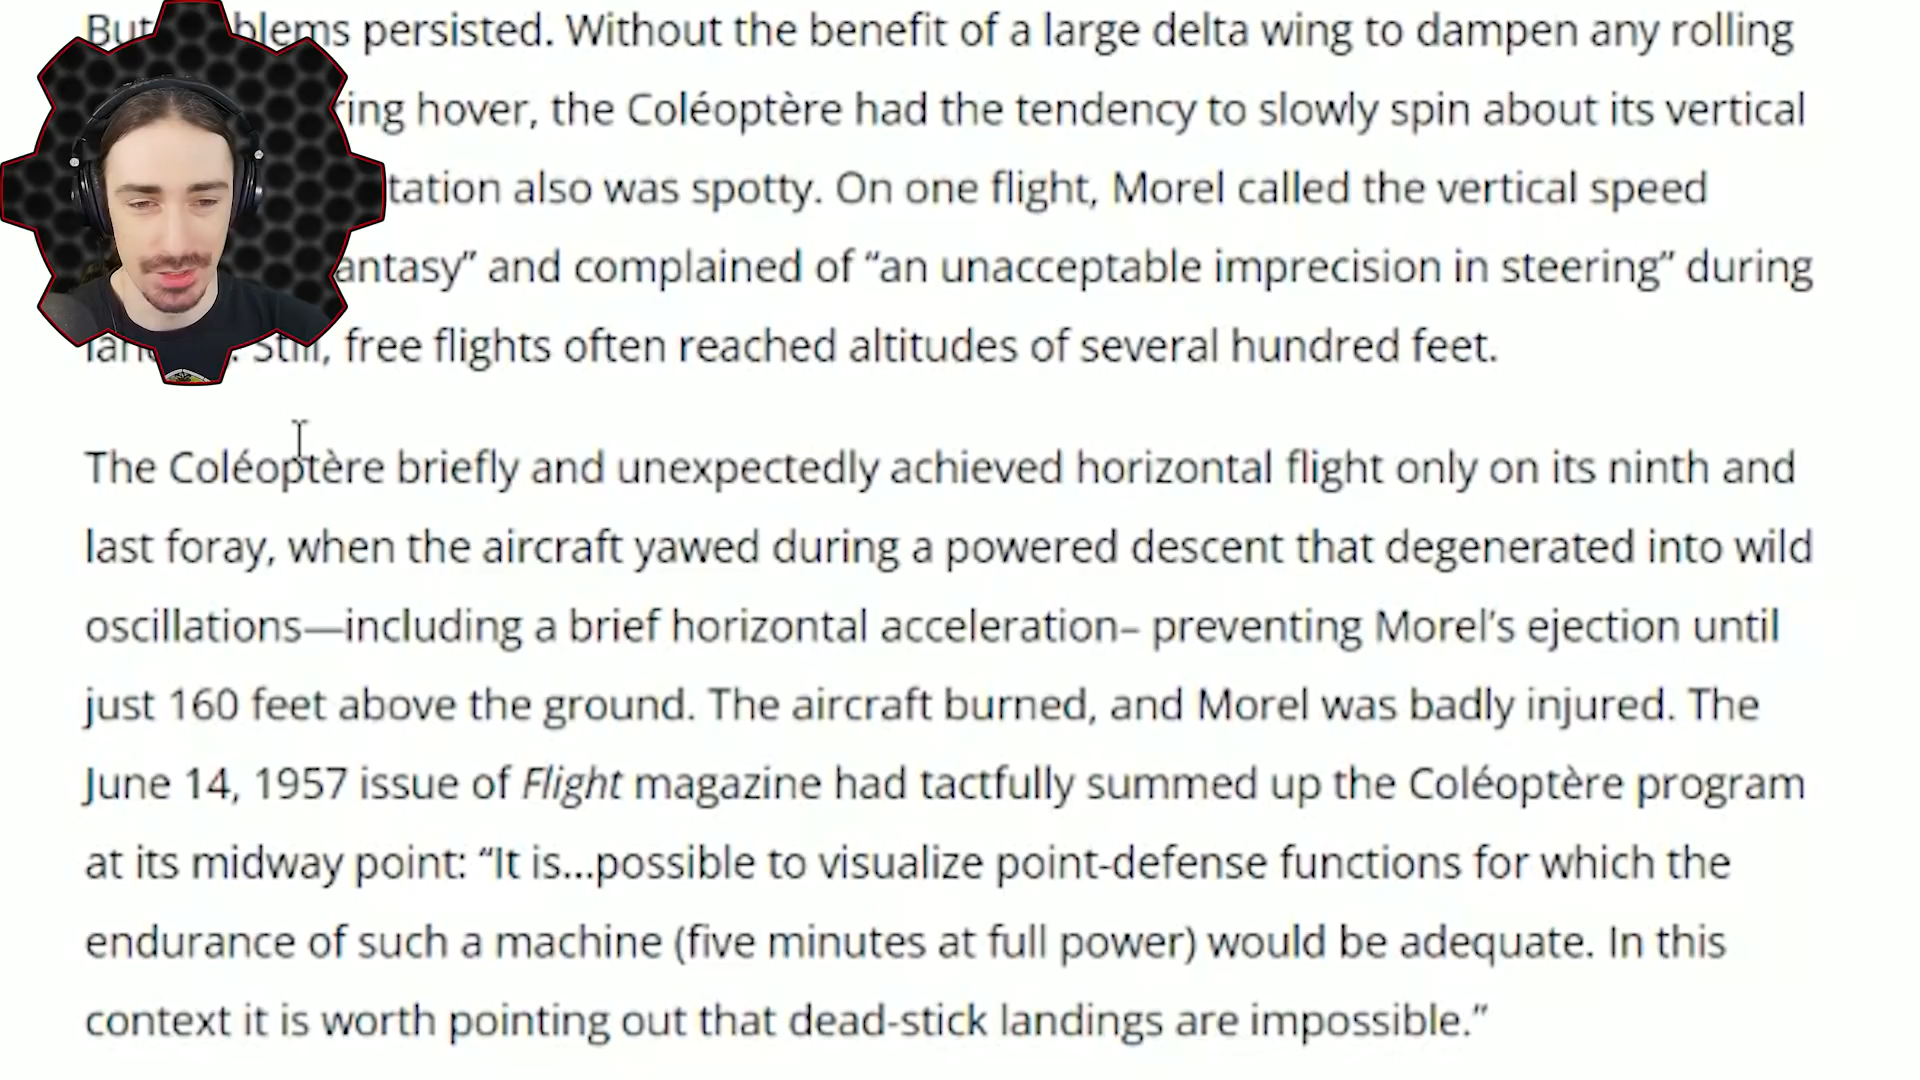 But problems persisted. Without the benefit of a large delta wing to dampen any rolling
ring hover, the Coléoptère had the tendency to slowly spin about its vertical
tation also was spotty. On one flight, Morel called the vertical speed
antasy” and complained of “an unacceptable imprecision in steering” during
Still, free flights often reached altitudes of several hundred feet.
The Coléoptère briefly and unexpectedly achieved horizontal flight only on its ninth and
last foray, when the aircraft yawed during a powered descent that degenerated into wild
oscillations—including a brief horizontal acceleration– preventing Morel’s ejection until
just 160 feet above the ground. The aircraft burned, and Morel was badly injured. The
June 14, 1957 issue of Flight magazine had tactfully summed up the Coléoptère program
at its midway point: “It is...possible to visualize point-defense functions for which the
endurance of such a machine (five minutes at full power) would be adequate. In this
context it is worth pointing out that dead-stick landings are impossible.”